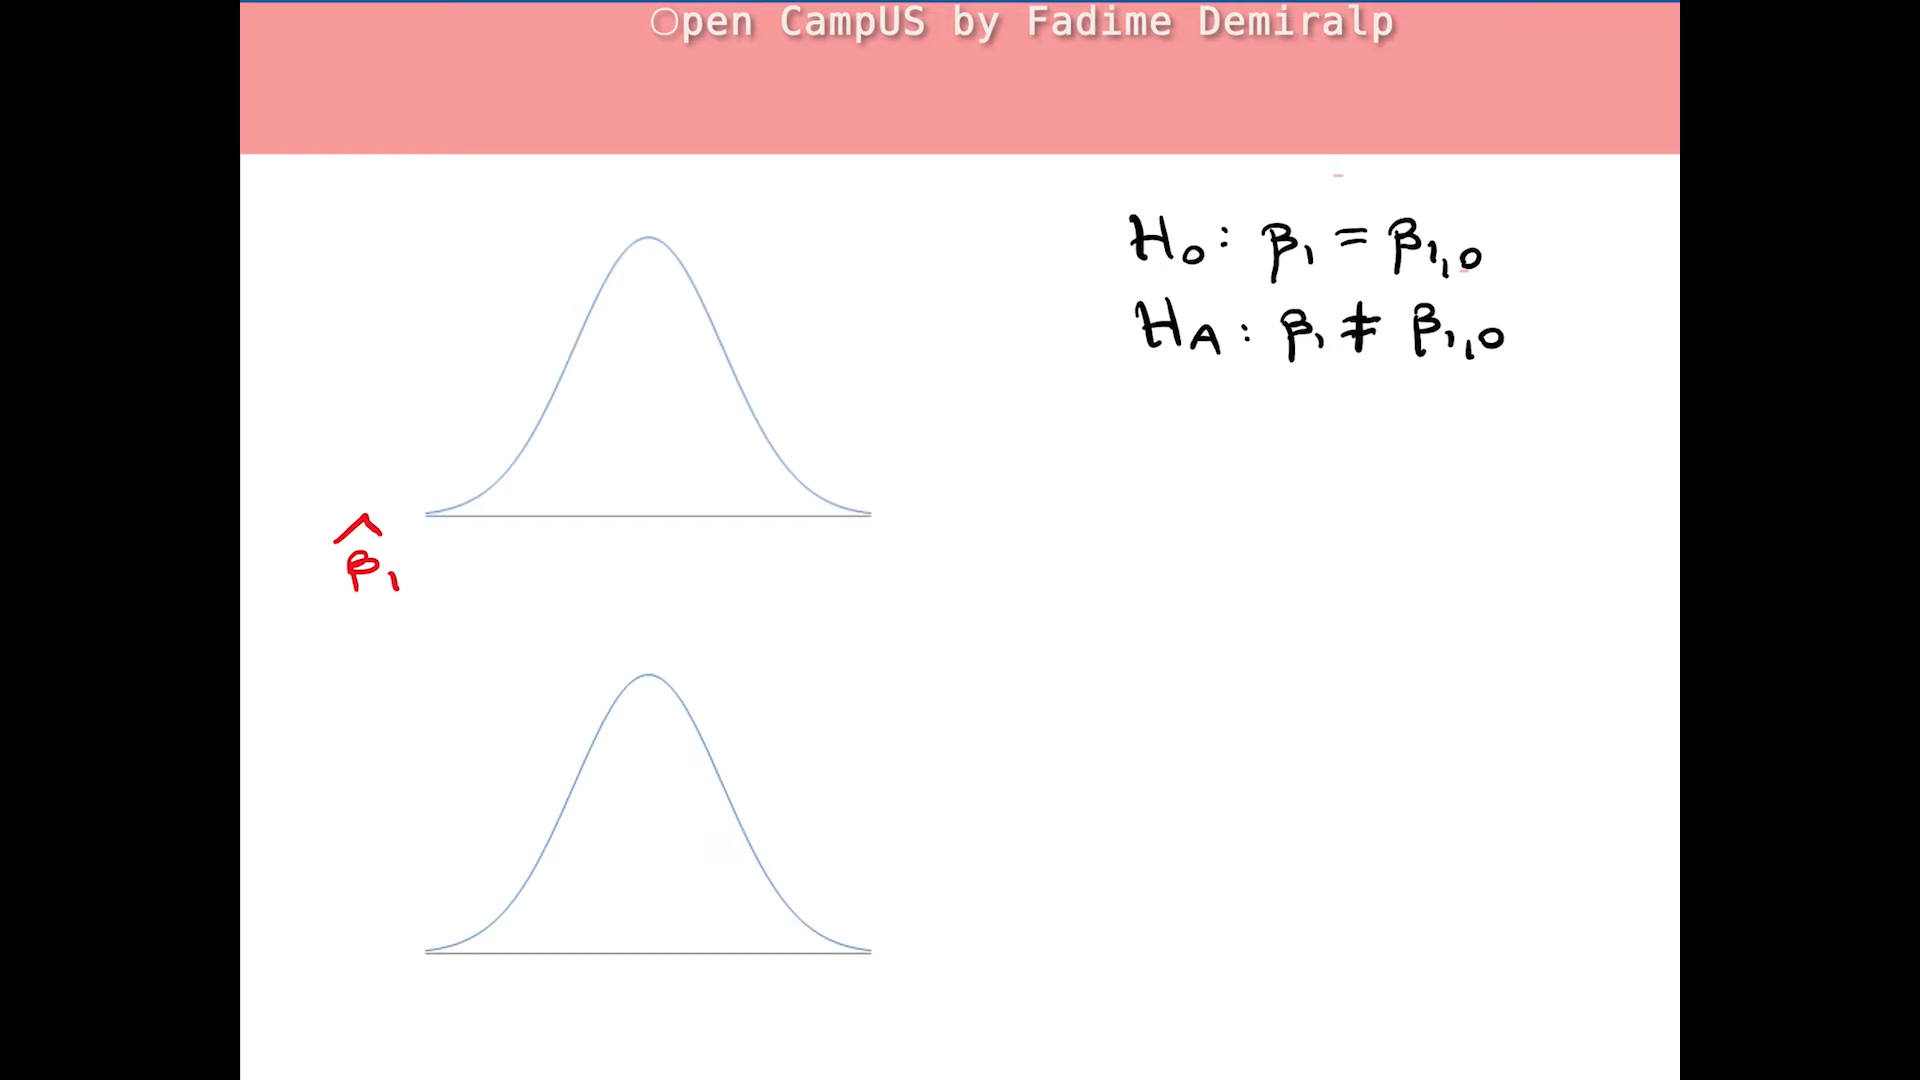 Open CampUS by Fadime Demiralp
H₀: β₁ = β₁,₀
H_A: β₁ ≠ β₁,₀
β̂₁